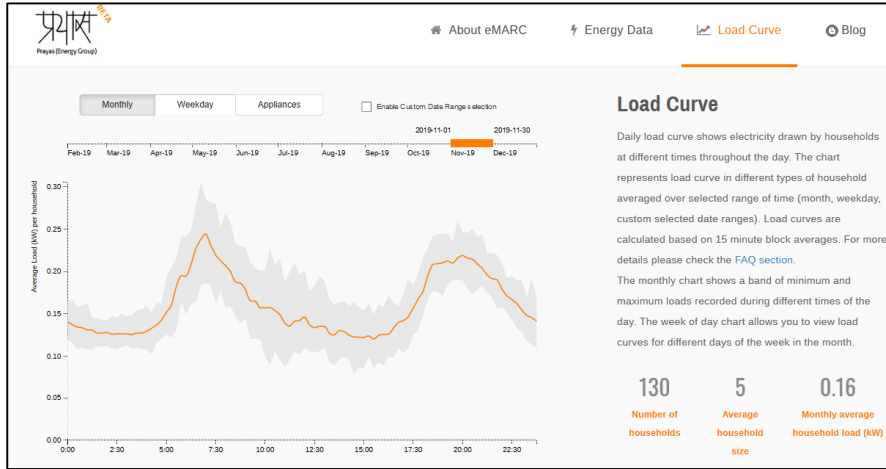 प्रयास
BETA
Prayas (Energy Group)
About eMARC
Energy Data
Load Curve
Blog
Monthly
Weekday
Appliances
Enable Custom Date Range selection
2019-11-01
2019-11-30
Feb-19 Mar-19 Apr-19 May-19 Jun-19 Jul-19 Aug-19 Sep-19 Oct-19 Nov-19 Dec-19
Average Load (kW) per household
0.30
0.25
0.20
0.15
0.10
0.05
0.00
0:00 2:30 5:00 7:30 10:00 12:30 15:00 17:30 20:00 22:30
Load Curve
Daily load curve shows electricity drawn by households
at different times throughout the day. The chart
represents load curve in different types of household
averaged over selected range of time (month, weekday,
custom selected date ranges). Load curves are
calculated based on 15 minute block averages. For more
details please check the FAQ section.
The monthly chart shows a band of minimum and
maximum loads recorded during different times of the
day. The week of day chart allows you to view load
curves for different days of the week in the month.
130
Number of
households
5
Average
household
size
0.16
Monthly average
household load (kW)